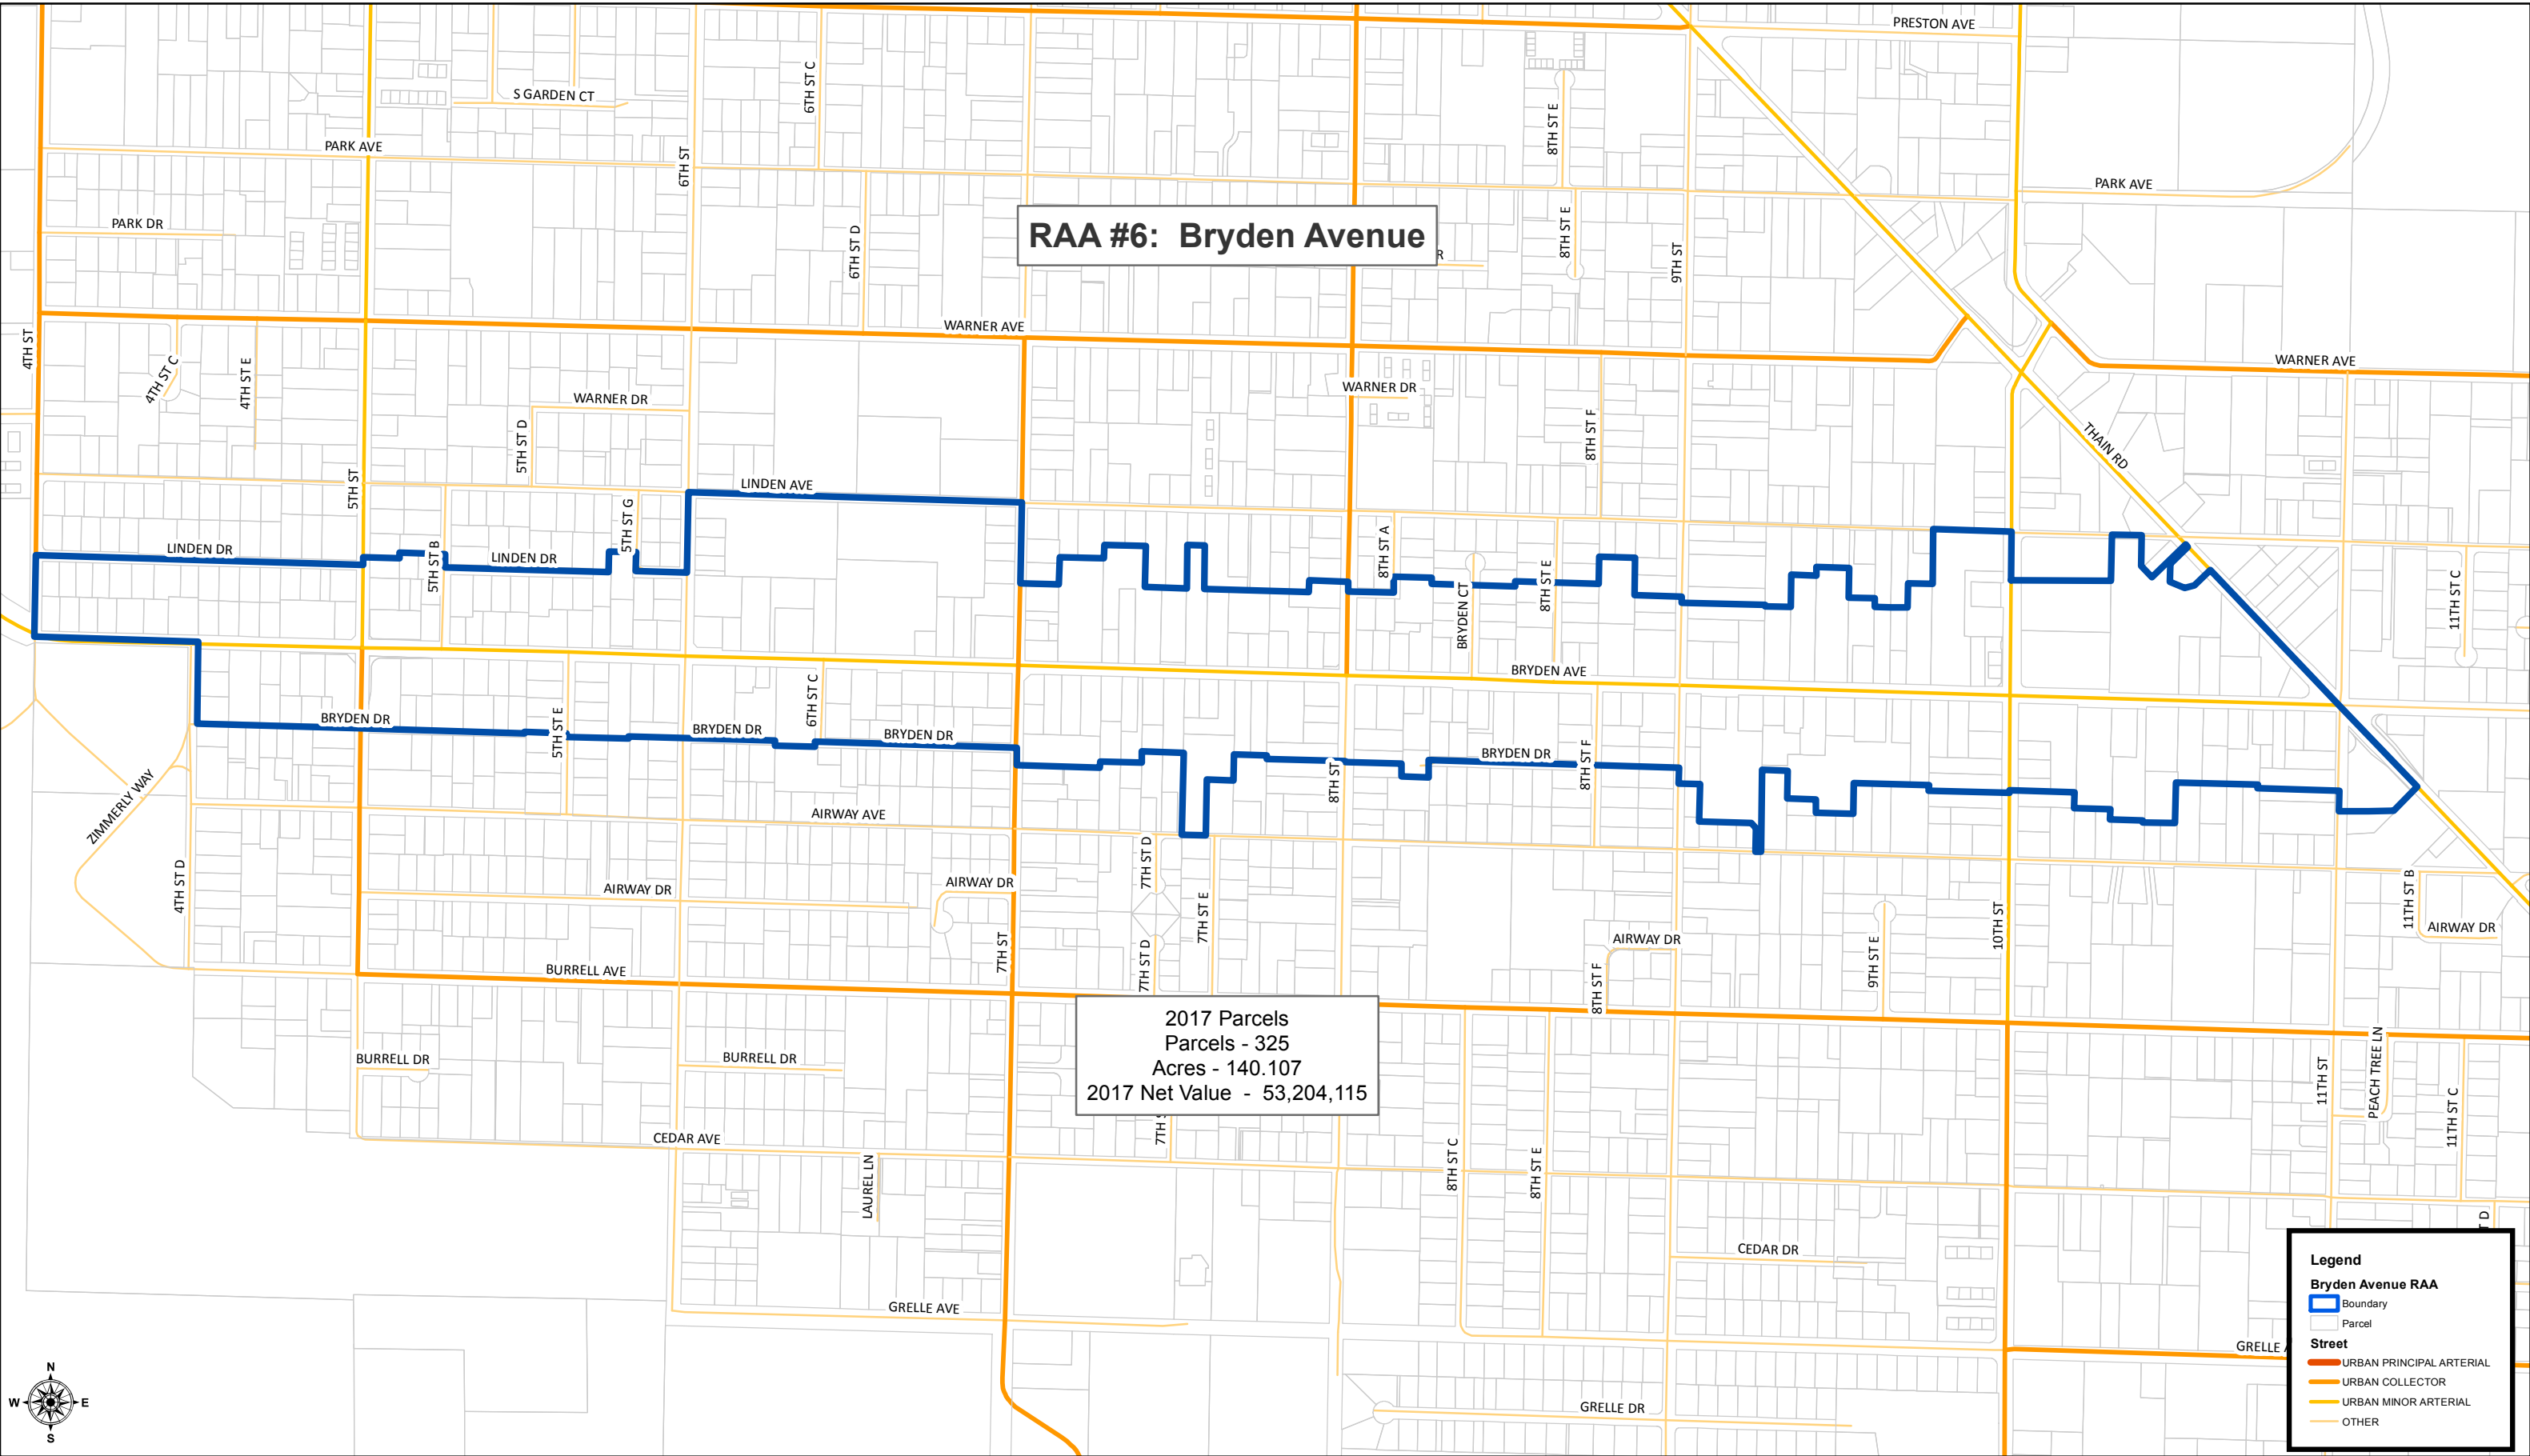 PRESTON AVE
S GARDEN CT
6TH ST C
8TH ST E
PARK AVE
6TH ST
PARK AVE
PARK DR
6TH ST D
RAA #6: Bryden Avenue
R
8TH ST E
9TH ST
4TH ST
4TH ST C
4TH ST E
WARNER AVE
WARNER AVE
WARNER DR
WARNER DR
5TH ST D
8TH ST F
THAIN RD
5TH ST
LINDEN AVE
5TH ST G
LINDEN DR
5TH ST B
LINDEN DR
8TH ST A
BRYDEN CT
8TH ST E
11TH ST C
BRYDEN AVE
BRYDEN DR
5TH ST E
6TH ST C
BRYDEN DR
BRYDEN DR
8TH ST
BRYDEN DR
8TH ST F
ZIMMERLY WAY
AIRWAY AVE
4TH ST D
AIRWAY DR
AIRWAY DR
7TH ST D
7TH ST E
7TH ST
7TH ST D
AIRWAY DR
8TH ST F
9TH ST E
10TH ST
11TH ST B
AIRWAY DR
BURRELL AVE
2017 Parcels
Parcels - 325
Acres - 140.107
2017 Net Value - 53,204,115
BURRELL DR
BURRELL DR
11TH ST
PEACH TREE LN
11TH ST C
CEDAR AVE
7TH S
LAUREL LN
8TH ST C
8TH ST E
CEDAR DR
T D
GRELLE AVE
GRELLE A
GRELLE DR
N
W
E
S
Legend
Bryden Avenue RAA
Boundary
Parcel
Street
URBAN PRINCIPAL ARTERIAL
URBAN COLLECTOR
URBAN MINOR ARTERIAL
OTHER